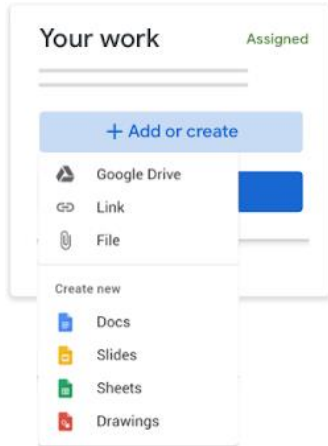 Your work
Assigned
+ Add or create
Google Drive
Link
File
Create new
Docs
Slides
Sheets
Drawings